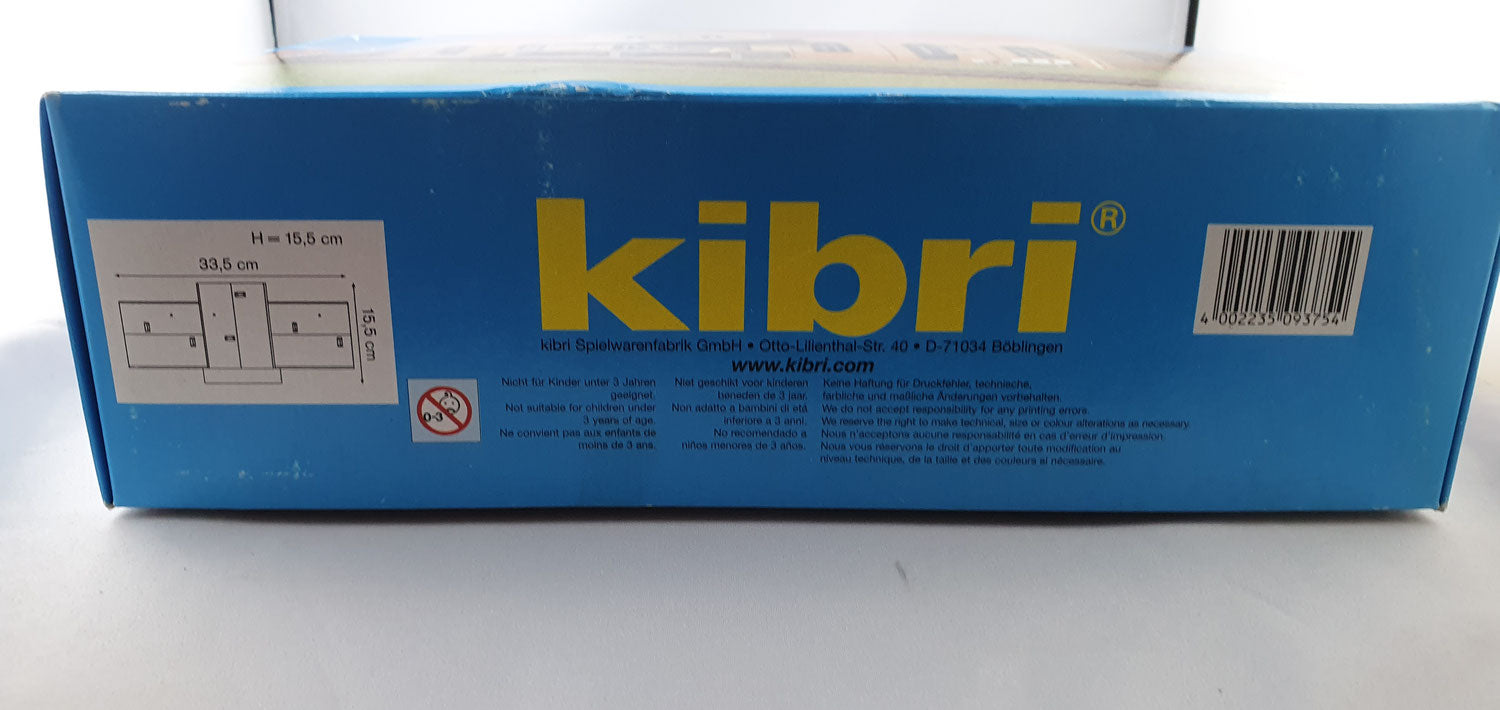 H = 15,5 cm
33,5 cm
15,5 cm
kibri®
kibri Spielwarenfabrik GmbH • Otto-Lilienthal-Str. 40 • D-71034 Böblingen
www.kibri.com
0-3
Nicht für Kinder unter 3 Jahren
geeignet.
Not suitable for children under
3 years of age.
Ne convient pas aux enfants de
moins de 3 ans.
Niet geschikt voor kinderen
beneden de 3 jaar.
Non adatto a bambini di età
inferiore a 3 anni.
No recomendado a
niños menores de 3 años.
Keine Haftung für Druckfehler, technische,
farbliche und maßliche Änderungen vorbehalten.
We do not accept responsibility for any printing errors.
We reserve the right to make technical, size or colour alterations as necessary.
Nous n'acceptons aucune responsabilité en cas d'erreur d'impression.
Nous vous réservons le droit d'apporter toute modification au
niveau technique, de la taille et des couleurs si nécessaire.
4 002235 093754